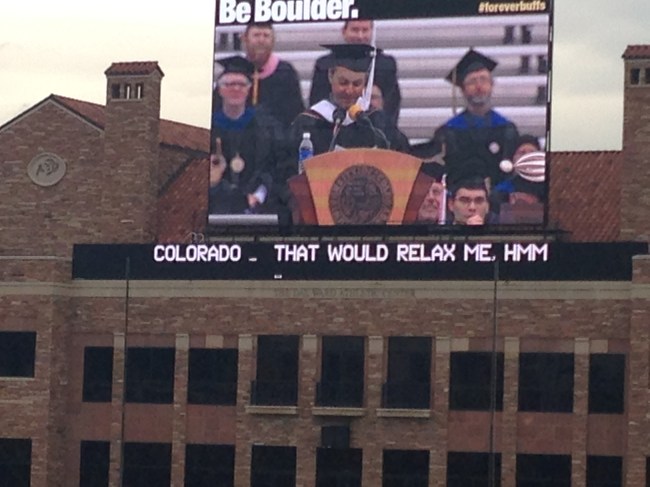 Be Boulder.
#foreverbuffs
COLORADO _ THAT WOULD RELAX ME, HMM